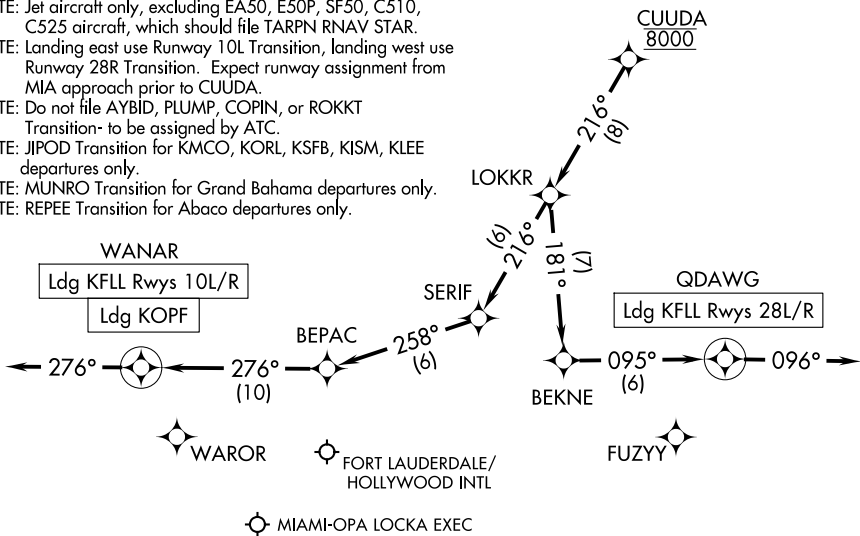 TE: Jet aircraft only, excluding EA50, E50P, SF50, C510,
C525 aircraft, which should file TARPN RNAV STAR.
TE: Landing east use Runway 10L Transition, landing west use
Runway 28R Transition. Expect runway assignment from
MIA approach prior to CUUDA.
TE: Do not file AYBID, PLUMP, COPIN, or ROKKT
Transition- to be assigned by ATC.
TE: JIPOD Transition for KMCO, KORL, KSFB, KISM, KLEE
departures only.
TE: MUNRO Transition for Grand Bahama departures only.
TE: REPEE Transition for Abaco departures only.
CUUDA
8000
216°
(8)
LOKKR
216°
(6)
181°
(7)
SERIF
258°
(6)
BEPAC
276°
(10)
WANAR
Ldg KFLL Rwys 10L/R
Ldg KOPF
276°
QDAWG
Ldg KFLL Rwys 28L/R
BEKNE
095°
(6)
096°
WAROR
FORT LAUDERDALE/
HOLLYWOOD INTL
FUZYY
MIAMI-OPA LOCKA EXEC